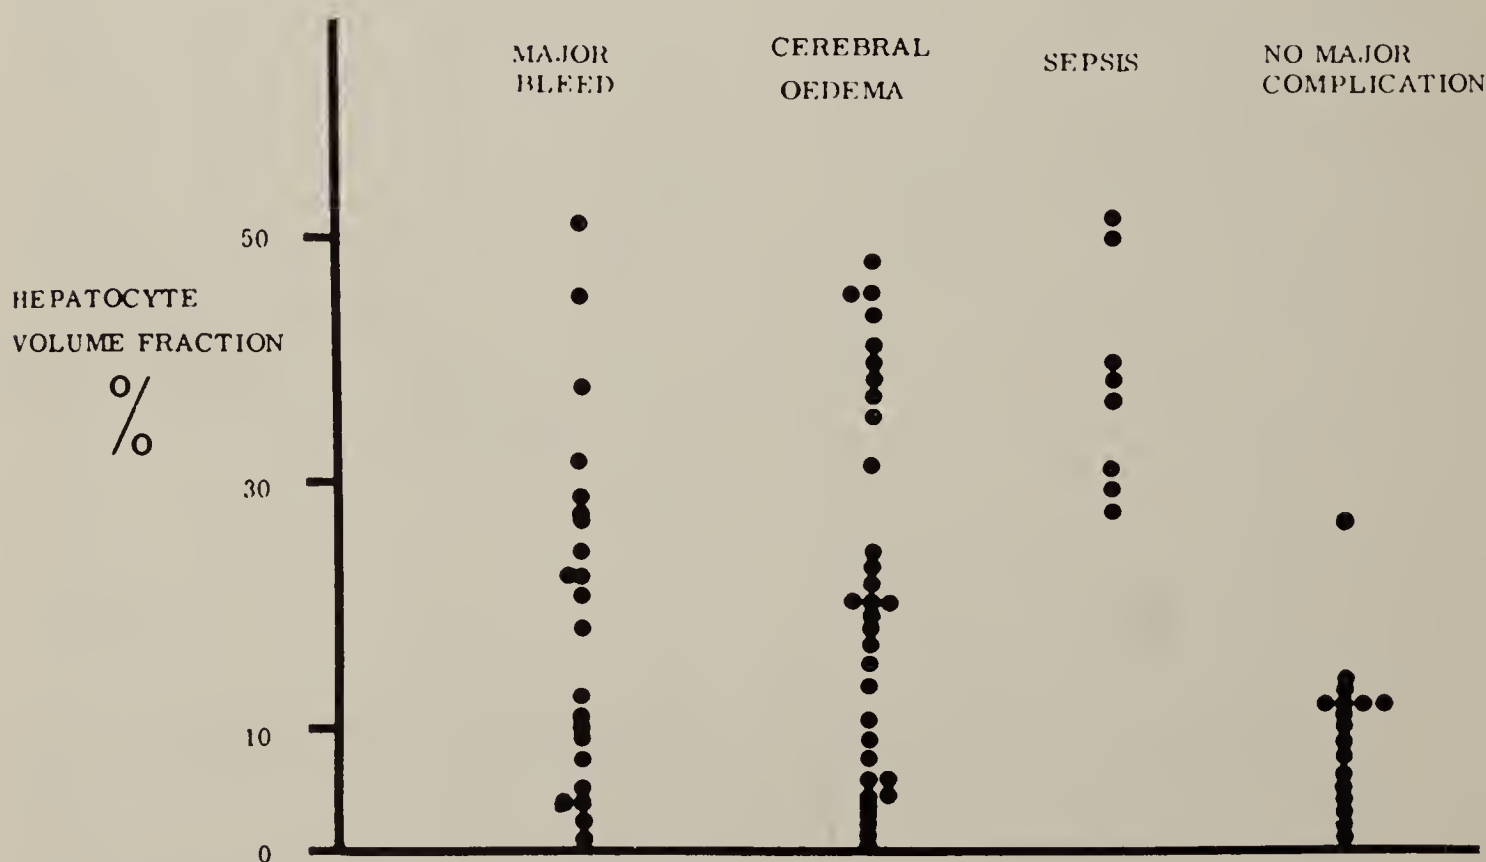 MAJOR
BLEED
CEREBRAL
OEDEMA
SEPSIS
NO MAJOR
COMPLICATION
50
HEPATOCYTE
VOLUME FRACTION
%
30
10
0